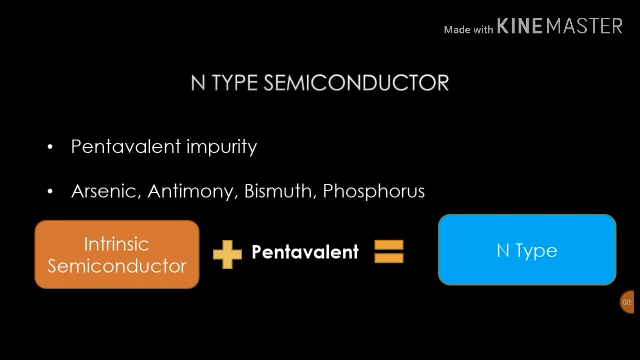 Made with KINEMASTER
N TYPE SEMICONDUCTOR
• Pentavalent impurity
• Arsenic, Antimony, Bismuth, Phosphorus
Intrinsic
Semiconductor
Pentavalent
N Type